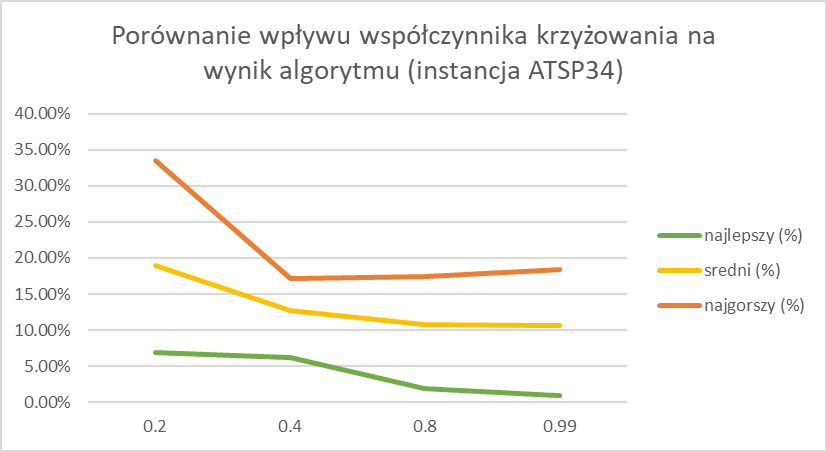 Porównanie wpływu współczynnika krzyżowania na
wynik algorytmu (instancja ATSP34)
40.00%
35.00%
30.00%
25.00%
20.00%
15.00%
10.00%
5.00%
0.00%
0.2
0.4
0.8
0.99
najlepszy (%)
sredni (%)
najgorszy (%)